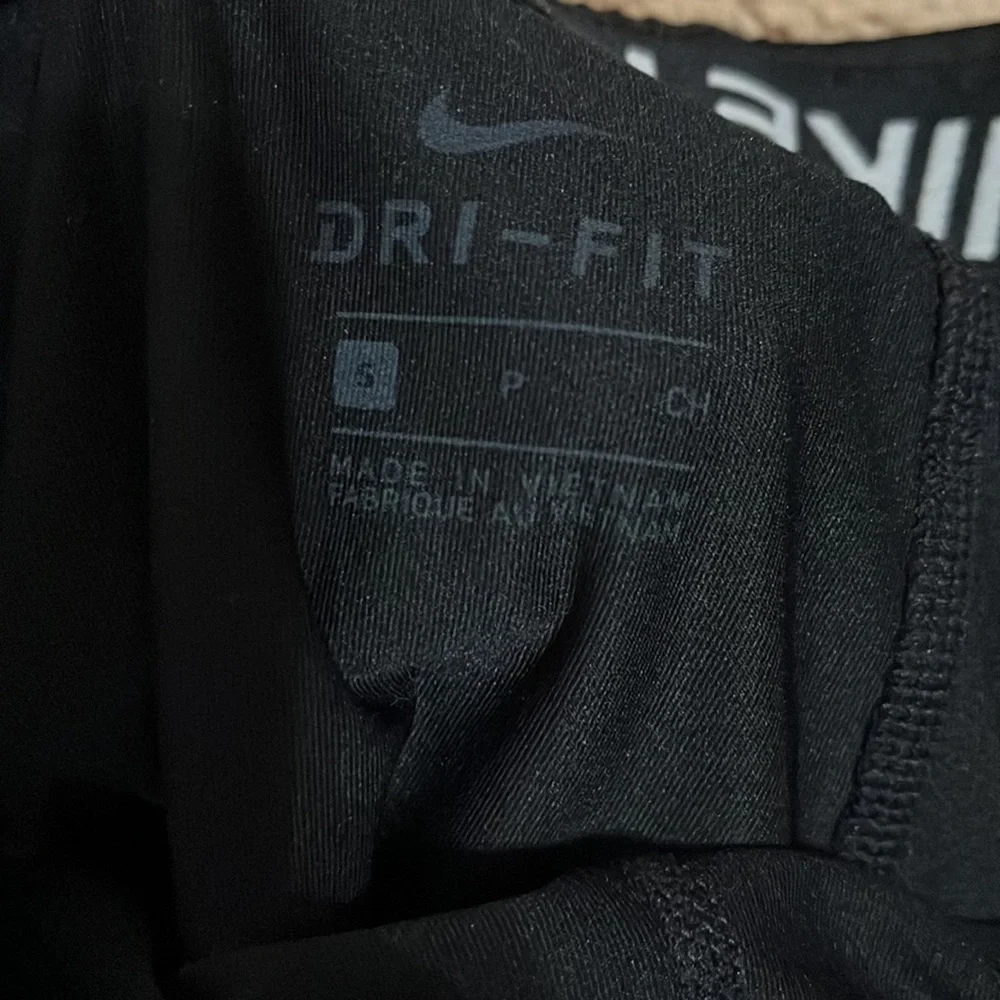 DRI-FIT
S P CH
MADE IN VIETNAM
FABRIQUE AU VIETNAM